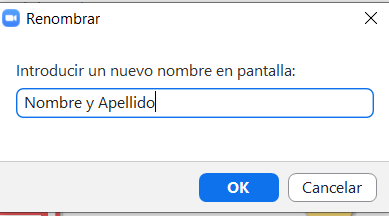 Renombrar
Introducir un nuevo nombre en pantalla:
Nombre y Apellido
OK
Cancelar